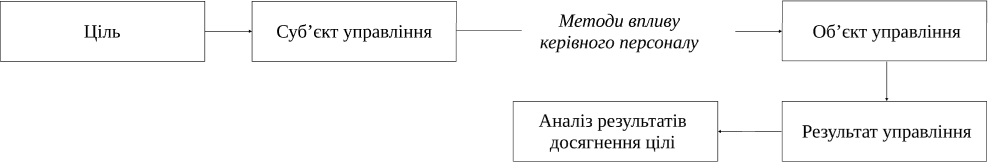 Ціль
Суб’єкт управління
Методи впливу
керівного персоналу
Об’єкт управління
Аналіз результатів
досягнення цілі
Результат управління